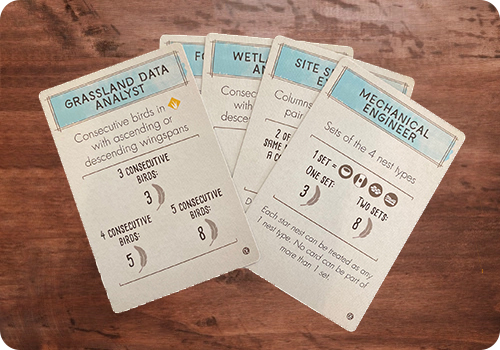 GRASSLAND DATA
ANALYST
Consecutive birds in
with ascending or
descending wingspans
3 CONSECUTIVE
BIRDS:
3
4 CONSECUTIVE
BIRDS:
5
5 CONSECUTIVE
BIRDS:
8
SITE
Columns
2
SAME
A
MECHANICAL
ENGINEER
Sets of the 4 nest types
1 SET =
ONE SET:
3
TWO SETS:
8
Each star nest can be treated as any
1 nest type. No card can be part of
more than 1 set.